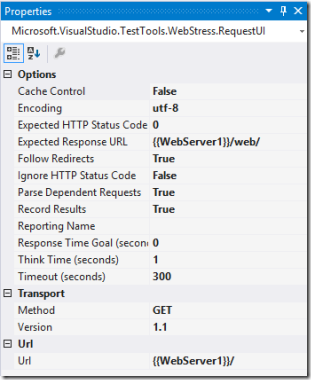 Properties
Microsoft.VisualStudio.TestTools.WebStress.RequestUI
Options
Cache Control False
Encoding utf-8
Expected HTTP Status Code 0
Expected Response URL {{WebServer1}}/web/
Follow Redirects True
Ignore HTTP Status Code False
Parse Dependent Requests True
Record Results True
Reporting Name
Response Time Goal (second 0
Think Time (seconds) 1
Timeout (seconds) 300
Transport
Method GET
Version 1.1
Url
Url {{WebServer1}}/